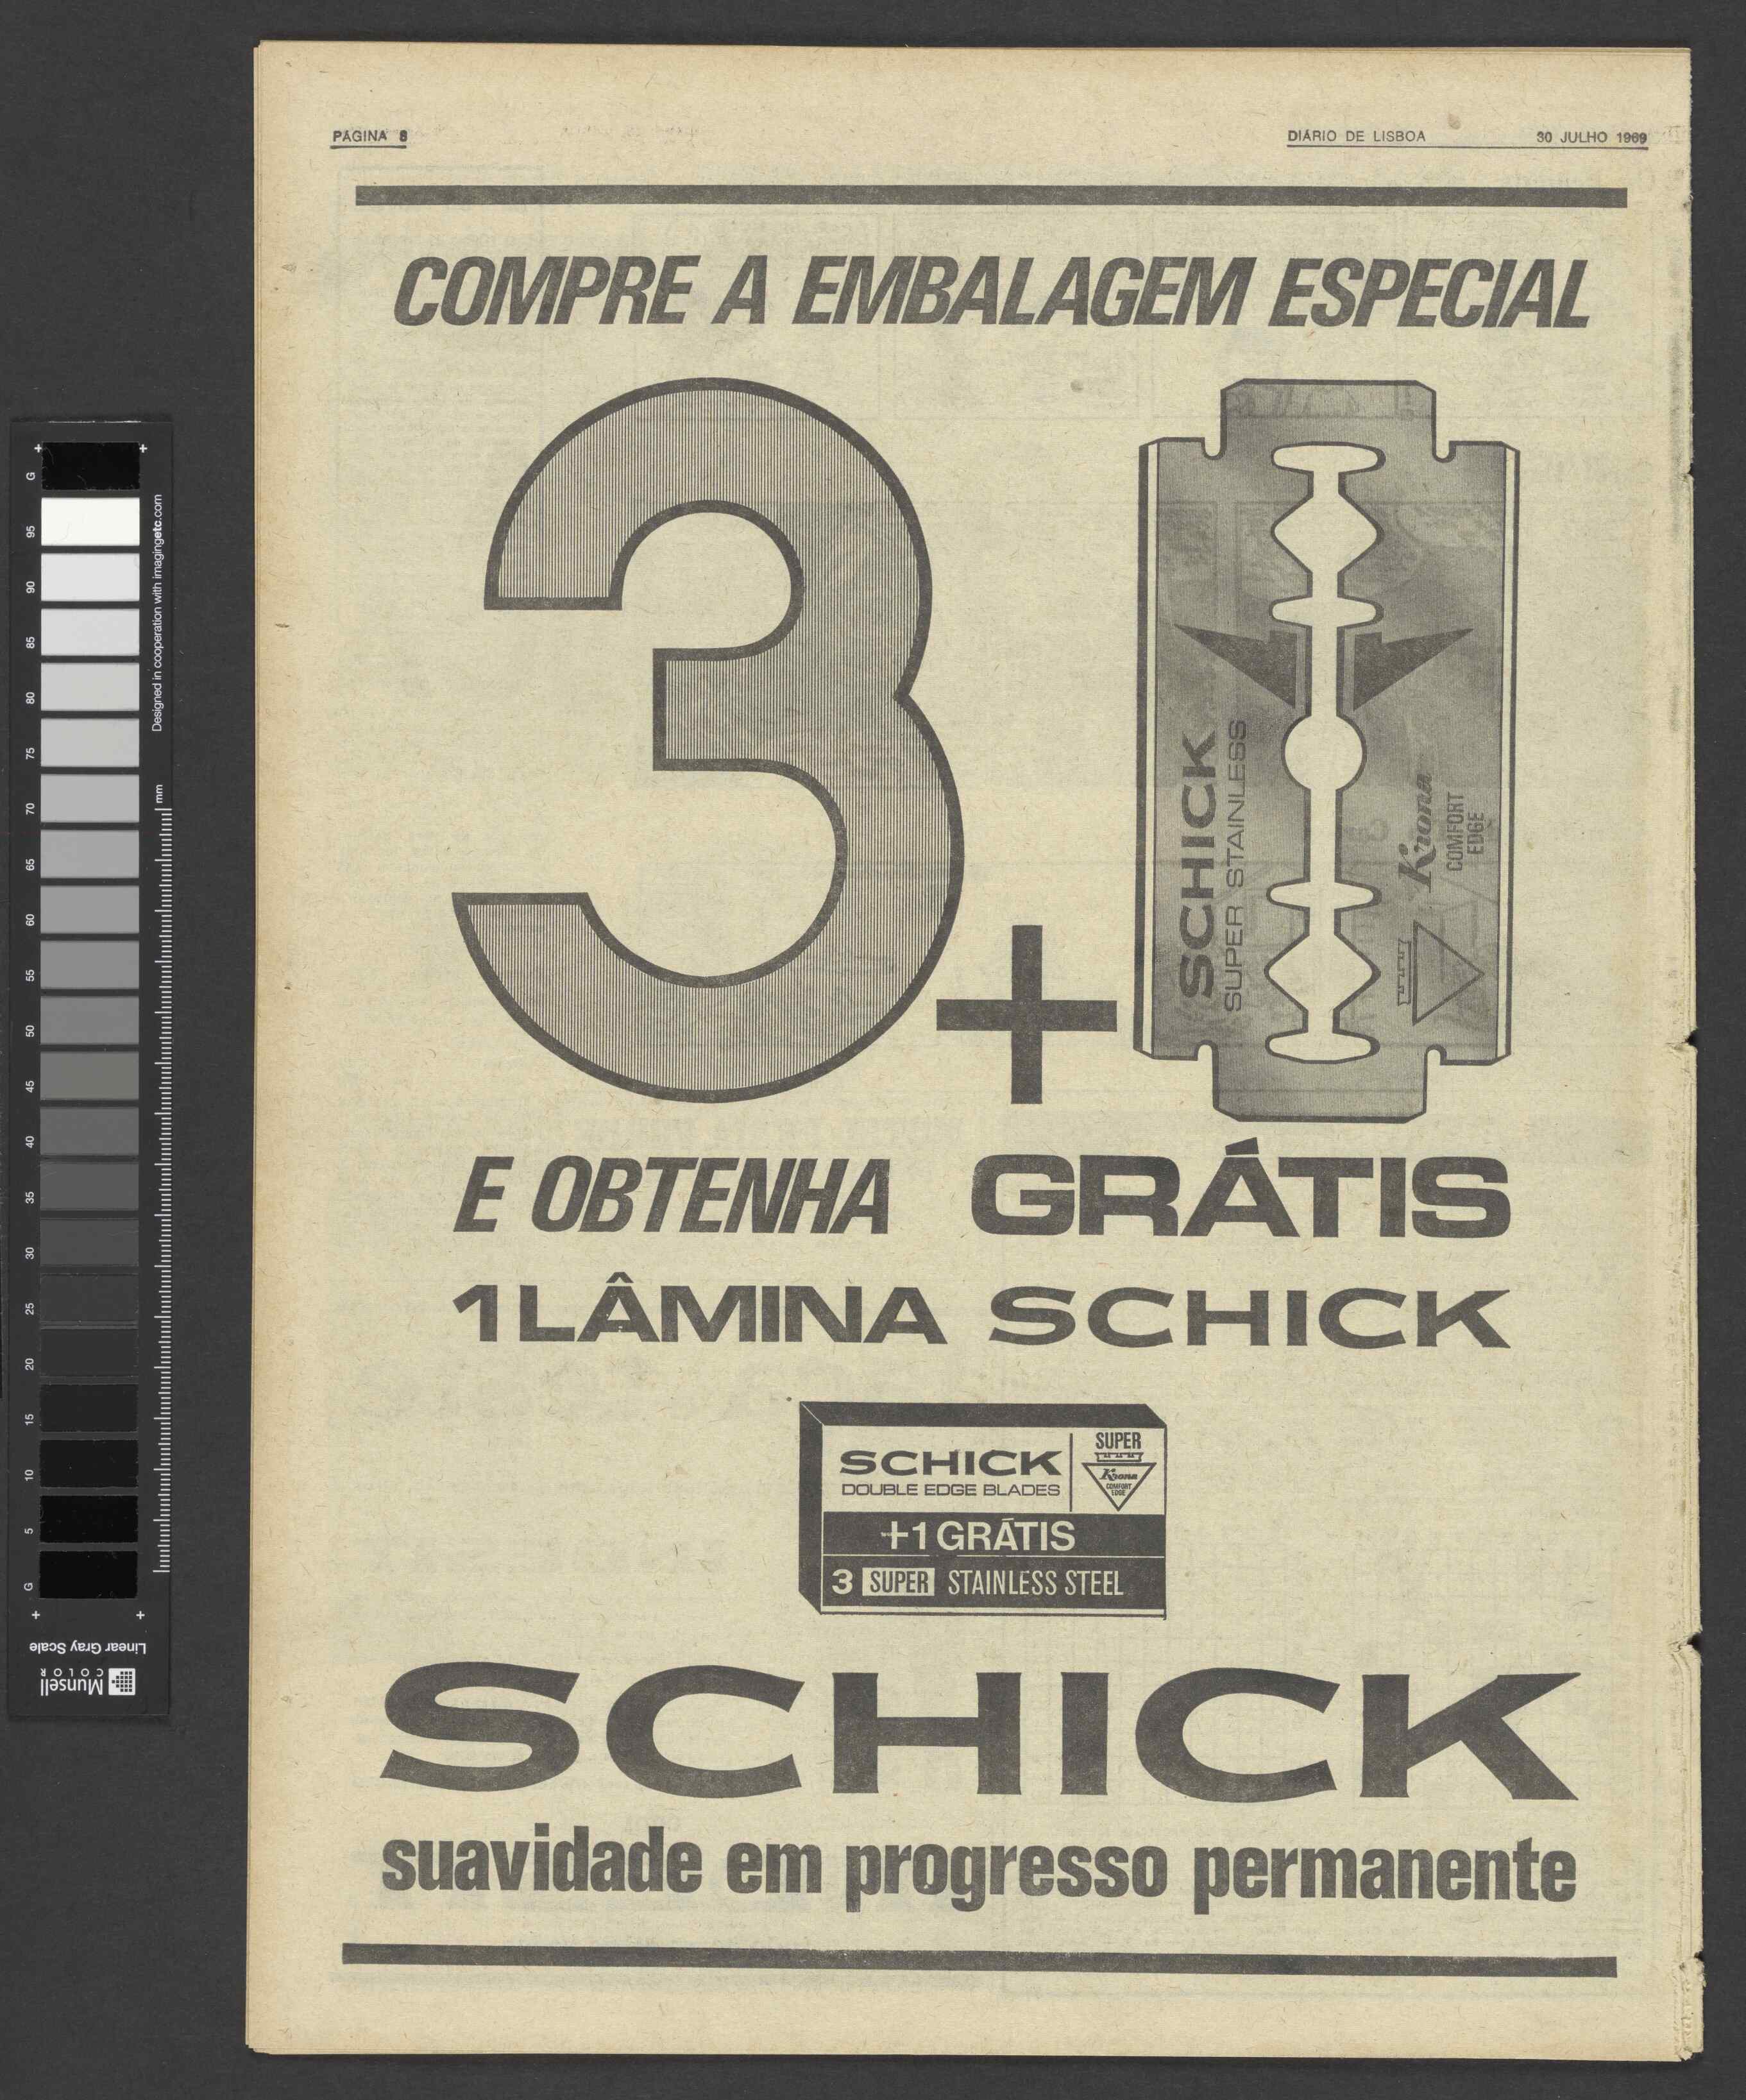 PÁGINA 8
DIÁRIO DE LISBOA 30 JULHO 1969
COMPRE A EMBALAGEM ESPECIAL
3+
SCHICK
SUPER STAINLESS
Krona
COMFORT
EDGE
E OBTENHA GRÁTIS
1 LÂMINA SCHICK
SCHICK
DOUBLE EDGE BLADES
SUPER
Krona
COMFORT
EDGE
+1 GRÁTIS
3 SUPER STAINLESS STEEL
SCHICK
suavidade em progresso permanente
G
95
90
85
80
75
70
65
60
55
50
45
40
35
30
25
20
15
10
5
G
Designed in cooperation with imagingetc.com
mm
Linear Gray Scale
Munsell
COLOR